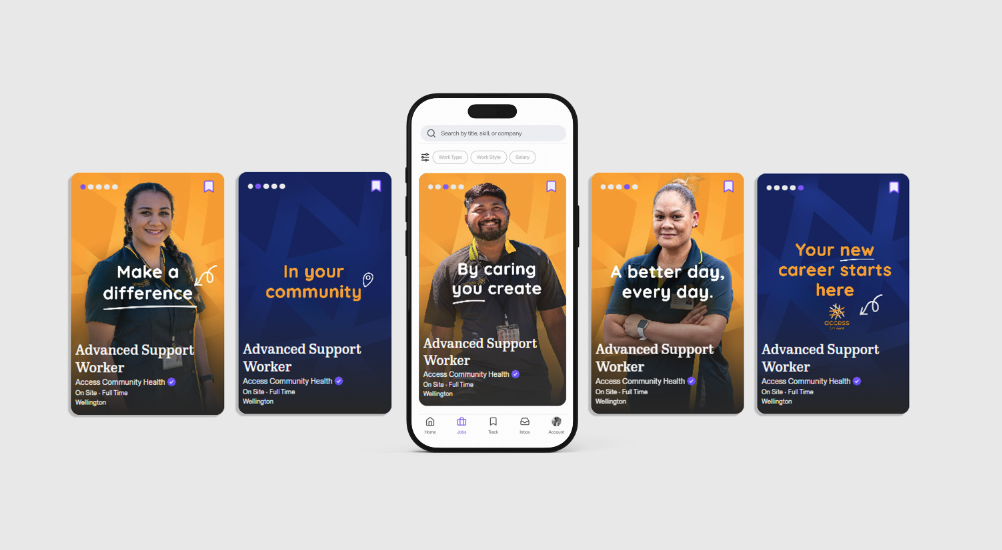 Make a
difference
Advanced Support
Worker
Access Community Health
On Site - Full Time
Wellington
In your
community
Advanced Support
Worker
Access Community Health
On Site - Full Time
Wellington
Search by title, skill, or company
Work Type
Work Style
Salary
By caring
you create
Advanced Support
Worker
Access Community Health
On Site - Full Time
Wellington
Home
Jobs
Track
Inbox
Account
A better day,
every day.
Advanced Support
Worker
Access Community Health
On Site - Full Time
Wellington
Your new
career starts
here
access
Advanced Support
Worker
Access Community Health
On Site - Full Time
Wellington